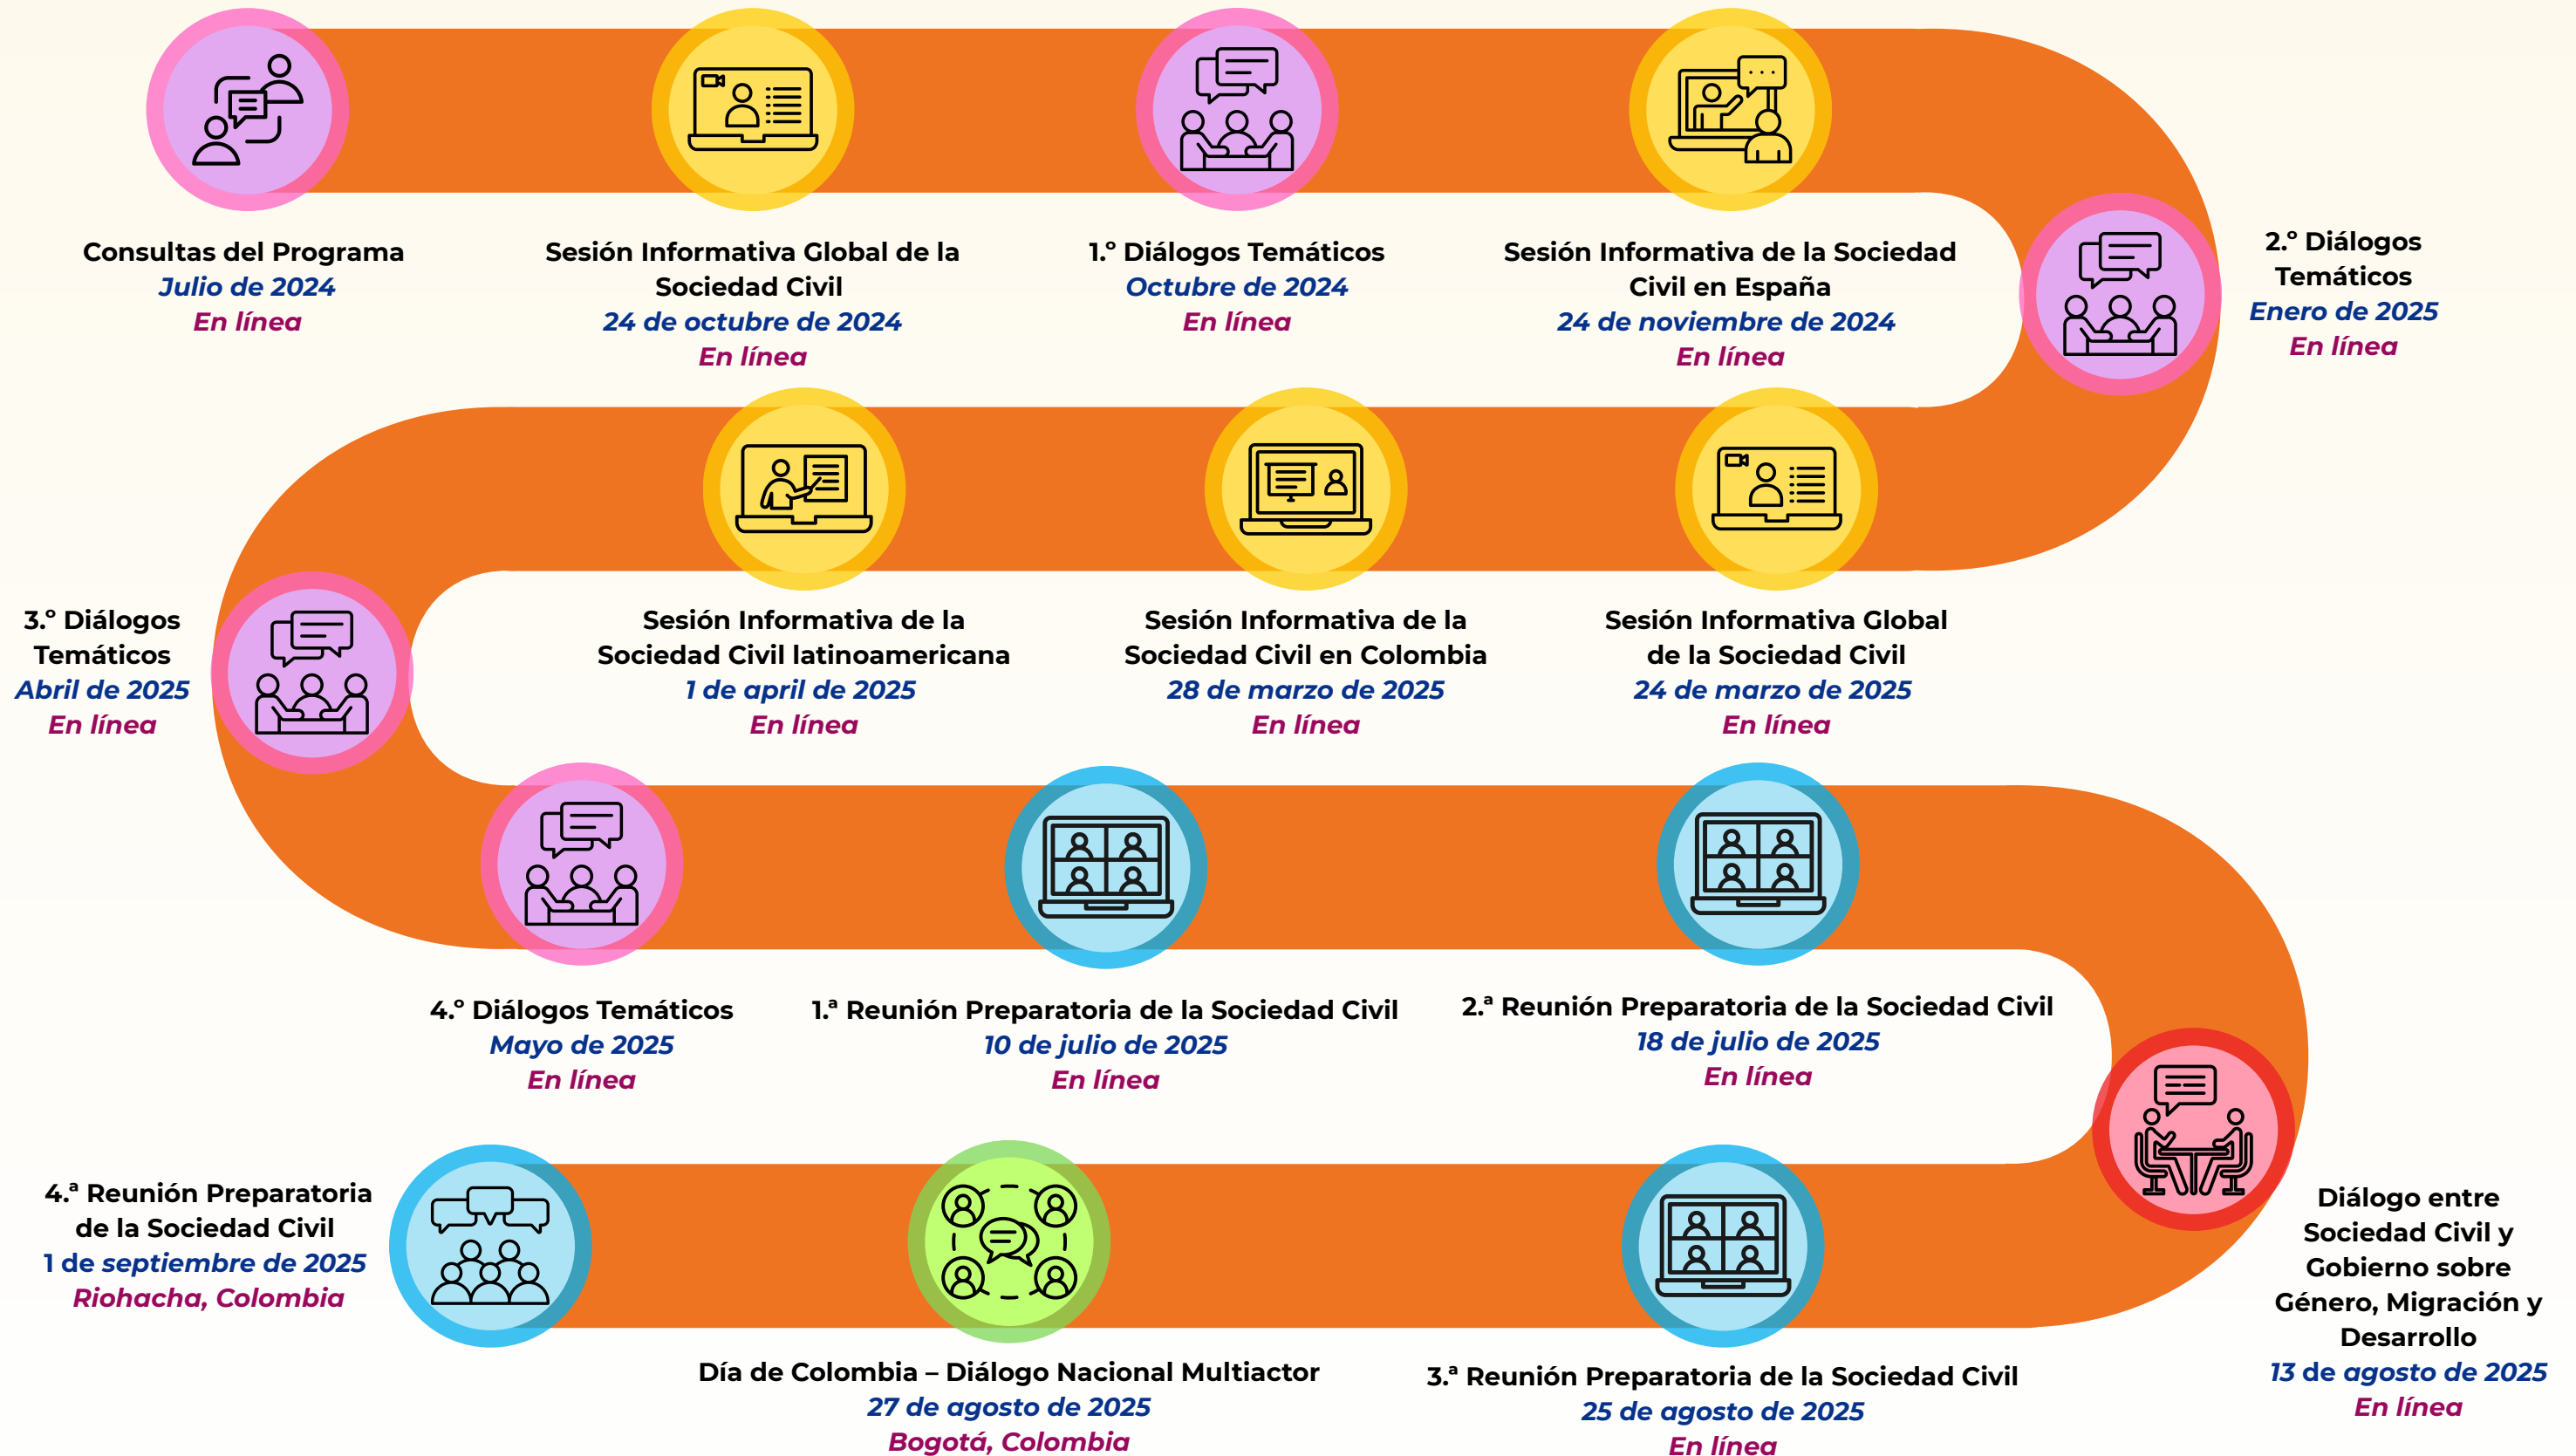 Consultas del Programa
Julio de 2024
En línea
Sesión Informativa Global de la
Sociedad Civil
24 de octubre de 2024
En línea
1.º Diálogos Temáticos
Octubre de 2024
En línea
Sesión Informativa de la Sociedad
Civil en España
24 de noviembre de 2024
En línea
2.º Diálogos
Temáticos
Enero de 2025
En línea
Sesión Informativa Global
de la Sociedad Civil
24 de marzo de 2025
En línea
Sesión Informativa de la
Sociedad Civil en Colombia
28 de marzo de 2025
En línea
Sesión Informativa de la
Sociedad Civil latinoamericana
1 de april de 2025
En línea
3.º Diálogos
Temáticos
Abril de 2025
En línea
4.º Diálogos Temáticos
Mayo de 2025
En línea
1.ª Reunión Preparatoria de la Sociedad Civil
10 de julio de 2025
En línea
2.ª Reunión Preparatoria de la Sociedad Civil
18 de julio de 2025
En línea
Diálogo entre
Sociedad Civil y
Gobierno sobre
Género, Migración y
Desarrollo
13 de agosto de 2025
En línea
3.ª Reunión Preparatoria de la Sociedad Civil
25 de agosto de 2025
En línea
Día de Colombia – Diálogo Nacional Multiactor
27 de agosto de 2025
Bogotá, Colombia
4.ª Reunión Preparatoria
de la Sociedad Civil
1 de septiembre de 2025
Riohacha, Colombia